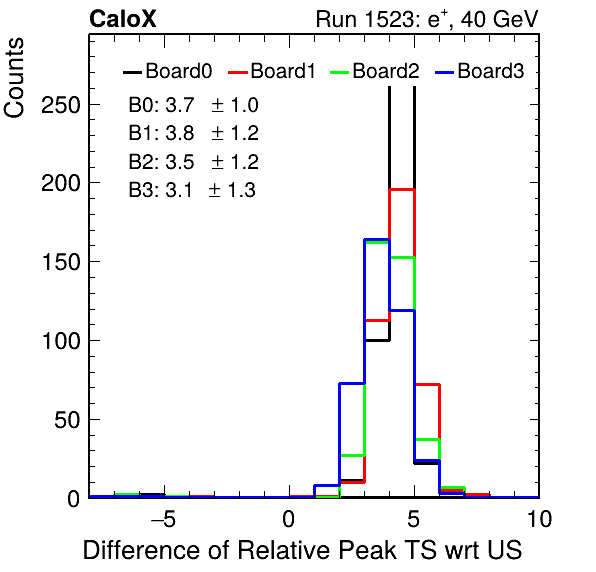 CaloX Run 1523: e⁺, 40 GeV
Counts
Board0 Board1 Board2 Board3
B0: 3.7 ± 1.0
B1: 3.8 ± 1.2
B2: 3.5 ± 1.2
B3: 3.1 ± 1.3
250
200
150
100
50
0
−5 0 5 10
Difference of Relative Peak TS wrt US